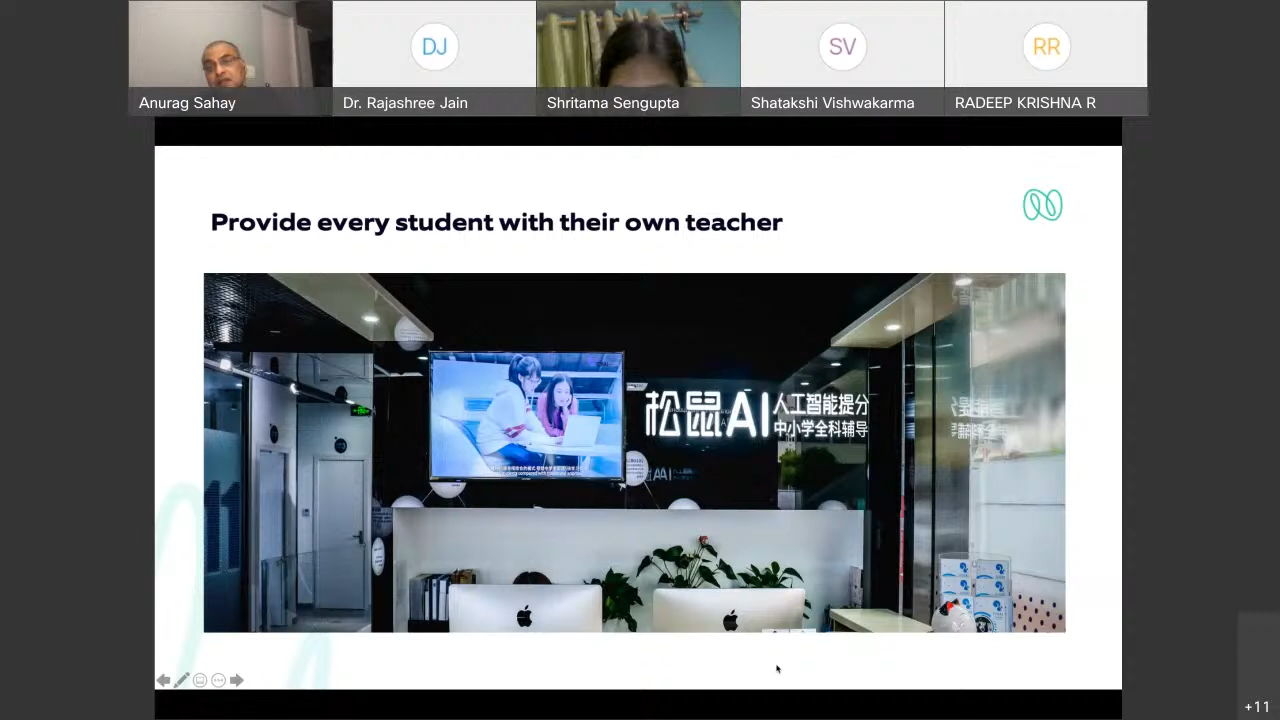 DJ
SV
RR
Anurag Sahay
Dr. Rajashree Jain
Shritama Sengupta
Shatakshi Vishwakarma
RADEEP KRISHNA R
Provide every student with their own teacher
松鼠AI
人工智能提分
中小学全科辅导
+11